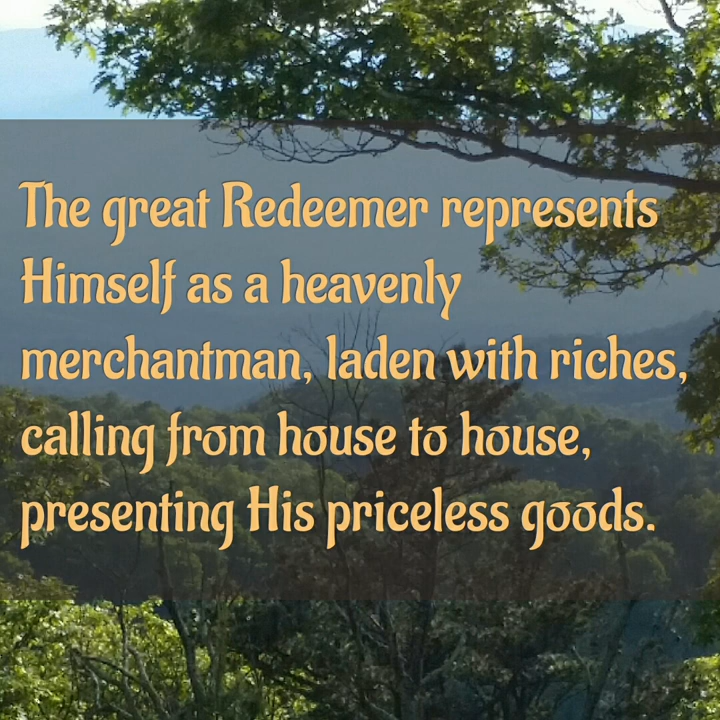 The great Redeemer represents
Himself as a heavenly
merchantman, laden with riches,
calling from house to house,
presenting His priceless goods.